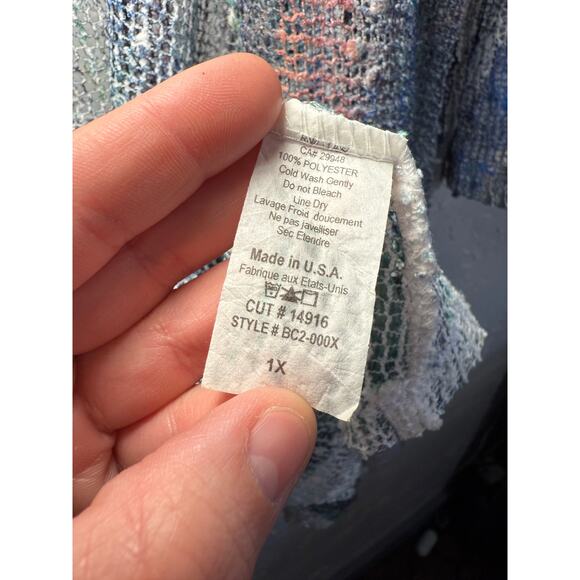 CA# 29948
100% POLYESTER
Cold Wash Gently
Do not Bleach
Line Dry
Lavage Froid doucement
Ne pas javelliser
Sec Etendre
Made in U.S.A.
Fabrique aux Etats-Unis
CUT # 14916
STYLE # BC2-000X
1X